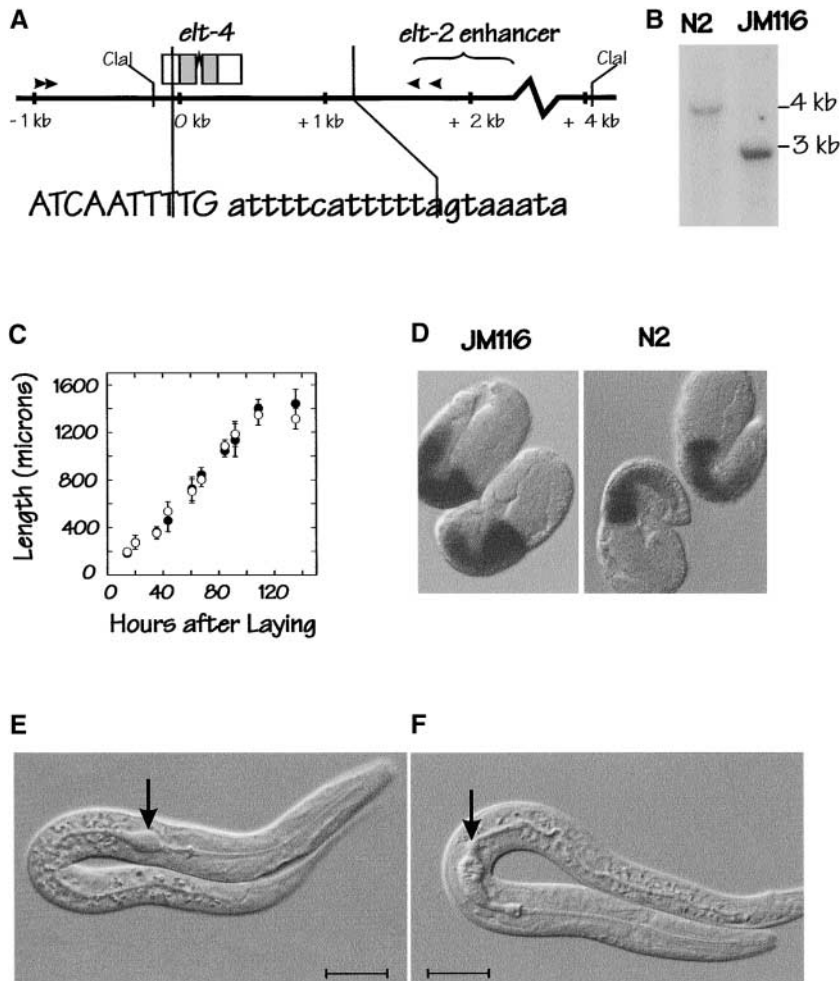 A
elt-4
elt-2 enhancer
ClaI
ClaI
-1 kb
0 kb
+1 kb
+ 2 kb
+ 4 kb
ATCAATTTTG attttcatttttagtaaata
B
N2 JM116
4 kb
3 kb
C
Length (microns)
1600
1200
800
400
0
0 40 80 120
Hours after Laying
D
JM116
N2
E
F